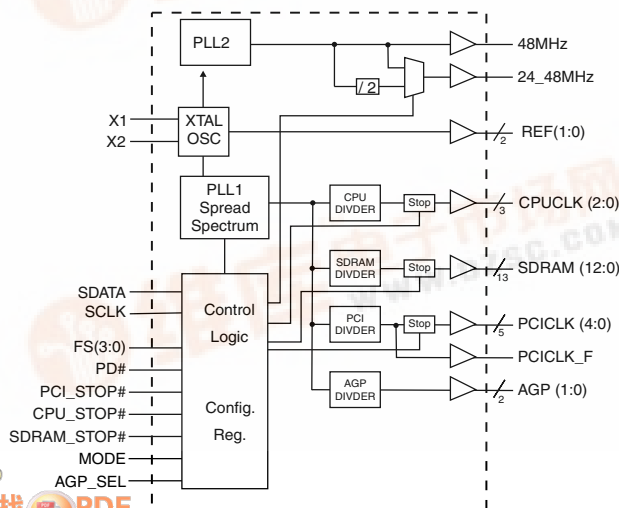 PLL2
48MHz
/ 2
24_48MHz
X1
X2
XTAL
OSC
2
REF(1:0)
PLL1
Spread
Spectrum
CPU
DIVDER
Stop
3
CPUCLK (2:0)
SDRAM
DIVDER
Stop
13
SDRAM (12:0)
PCI
DIVDER
Stop
5
PCICLK (4:0)
PCICLK_F
AGP
DIVDER
2
AGP (1:0)
SDATA
SCLK
FS(3:0)
PD#
PCI_STOP#
CPU_STOP#
SDRAM_STOP#
MODE
AGP_SEL
Control
Logic
Config.
Reg.
找
PDF